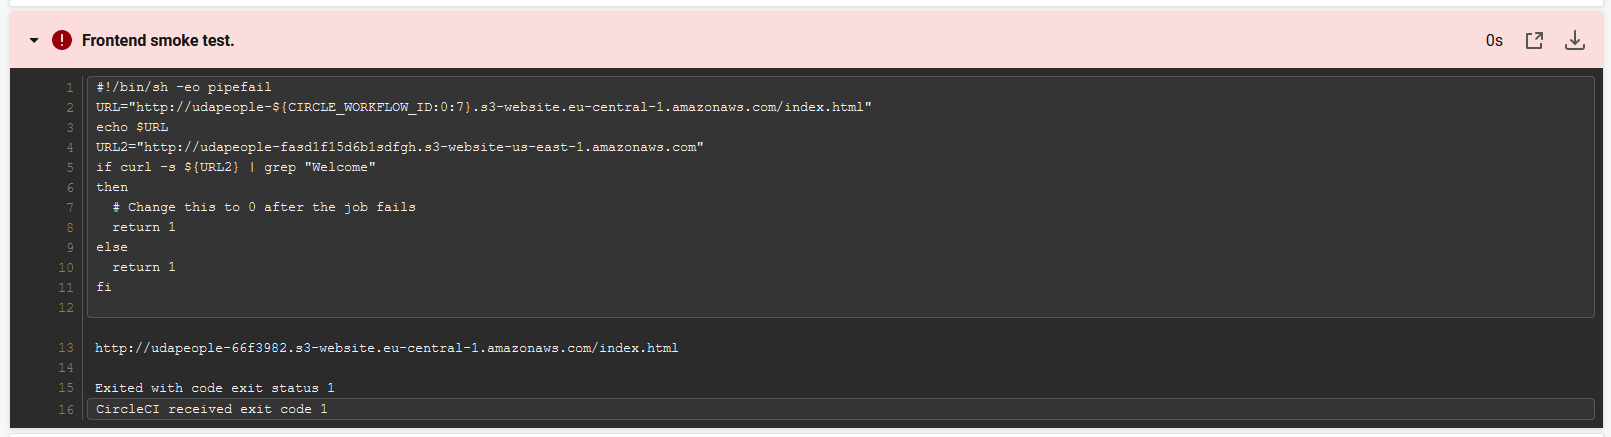 Frontend smoke test.
0s
1 #!/bin/sh -eo pipefail
2 URL="http://udapeople-${CIRCLE_WORKFLOW_ID:0:7}.s3-website.eu-central-1.amazonaws.com/index.html"
3 echo $URL
4 URL2="http://udapeople-fasd1f15d6b1sdfgh.s3-website-us-east-1.amazonaws.com"
5 if curl -s ${URL2} | grep "Welcome"
6 then
7   # Change this to 0 after the job fails
8   return 1
9 else
10   return 1
11 fi
12
13 http://udapeople-66f3982.s3-website.eu-central-1.amazonaws.com/index.html
14
15 Exited with code exit status 1
16 CircleCI received exit code 1